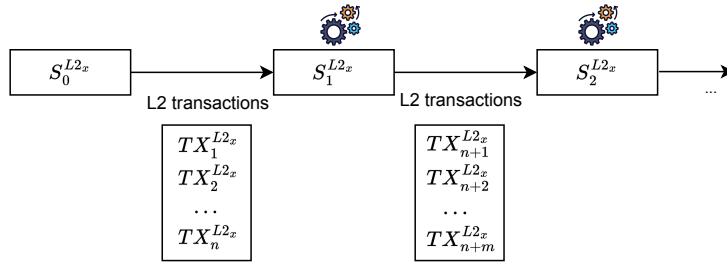 S_0^{L2_x}
S_1^{L2_x}
S_2^{L2_x}
...
L2 transactions
L2 transactions
TX_1^{L2_x}
TX_2^{L2_x}
...
TX_n^{L2_x}
TX_{n+1}^{L2_x}
TX_{n+2}^{L2_x}
...
TX_{n+m}^{L2_x}